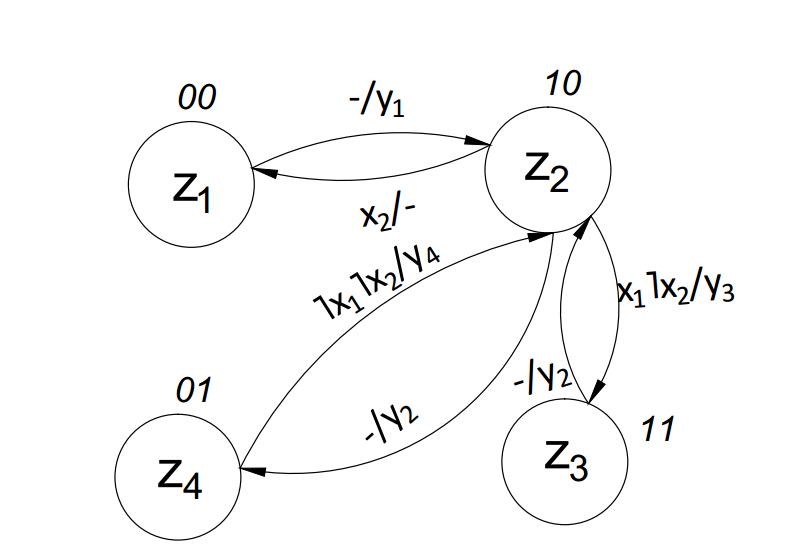 00
-/y₁
10
z₁
z₂
x₂/-
⅂x₁⅂x₂/y₄
x₁⅂x₂/y₃
01
-/y₂
-/y₂
11
z₄
z₃